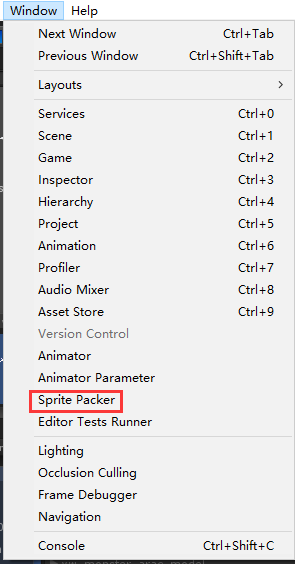 Window Help
Next Window Ctrl+Tab
Previous Window Ctrl+Shift+Tab
Layouts
Services Ctrl+0
Scene Ctrl+1
Game Ctrl+2
Inspector Ctrl+3
Hierarchy Ctrl+4
Project Ctrl+5
Animation Ctrl+6
Profiler Ctrl+7
Audio Mixer Ctrl+8
Asset Store Ctrl+9
Version Control
Animator
Animator Parameter
Sprite Packer
Editor Tests Runner
Lighting
Occlusion Culling
Frame Debugger
Navigation
Console Ctrl+Shift+C